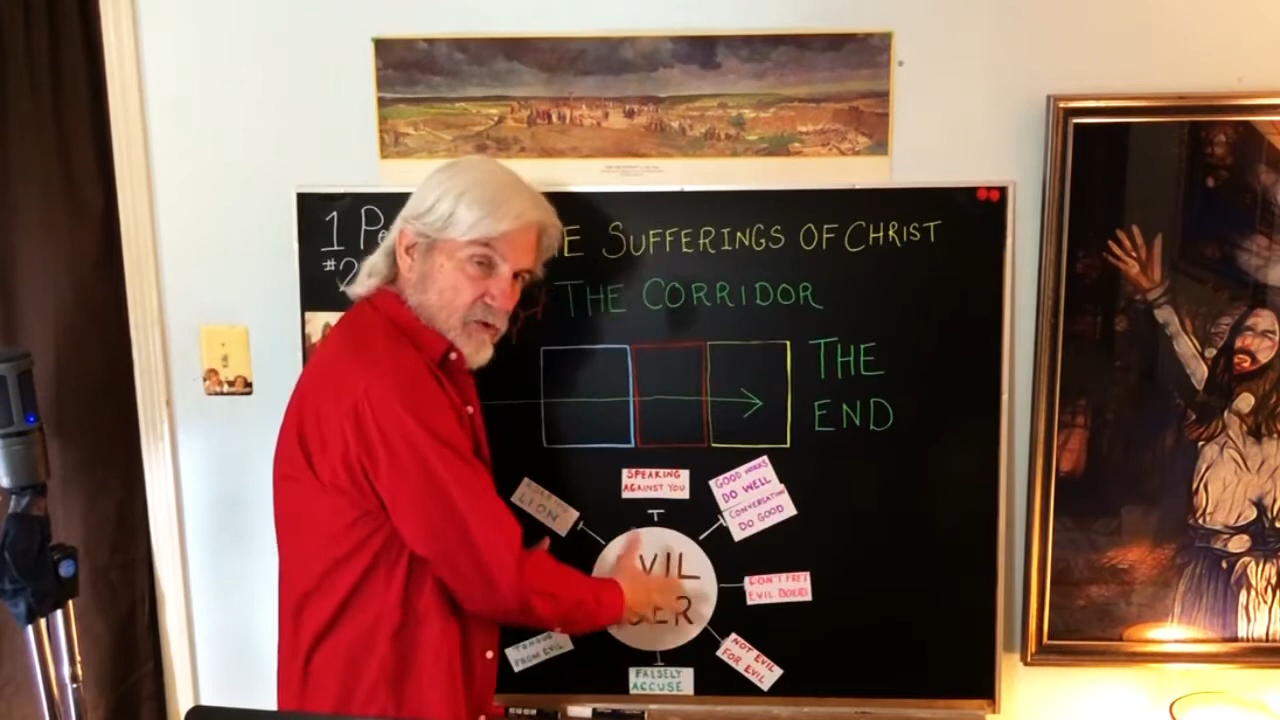 1 Pe
#2
E SUFFERINGS OF CHRIST
THE CORRIDOR
THE
END
SPEAKING
AGAINST YOU
GOOD WORKS
DO WELL
CONVERSATION
DO GOOD
LION
VIL
ER
DON'T FRET
EVIL DOERS
NOT EVIL
FOR EVIL
FALSELY
ACCUSE
TONGUE
FROM EVIL